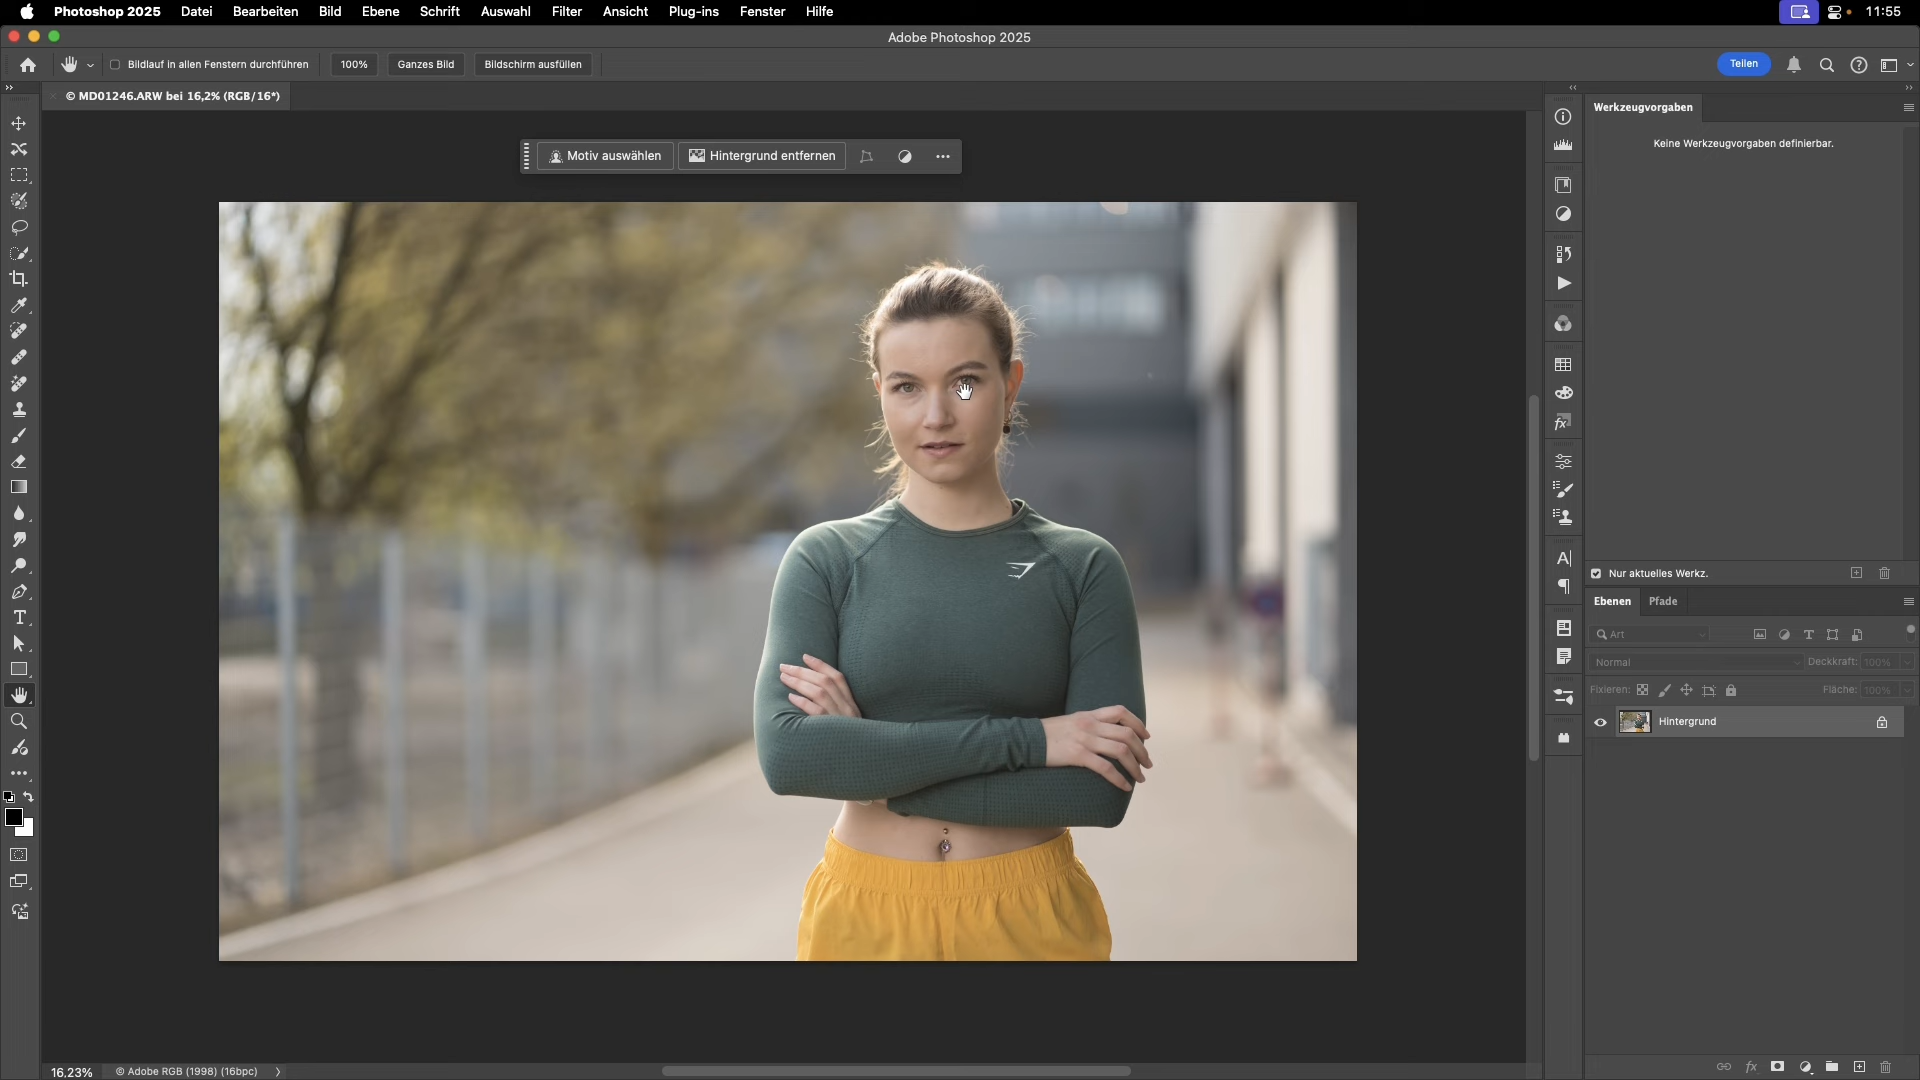 Photoshop 2025 Datei Bearbeiten Bild Ebene Schrift Auswahl Filter Ansicht Plug-ins Fenster Hilfe 11:55
Adobe Photoshop 2025
Bildlauf in allen Fenstern durchführen 100% Ganzes Bild Bildschirm ausfüllen Teilen
© MD01246.ARW bei 16,2% (RGB/16*)
Werkzeugvorgaben
Keine Werkzeugvorgaben definierbar.
Motiv auswählen Hintergrund entfernen
Nur aktuelles Werkz.
Ebenen Pfade
Art
Normal Deckkraft: 100%
Fixieren: Fläche: 100%
Hintergrund
16,23% © Adobe RGB (1998) (16bpc)